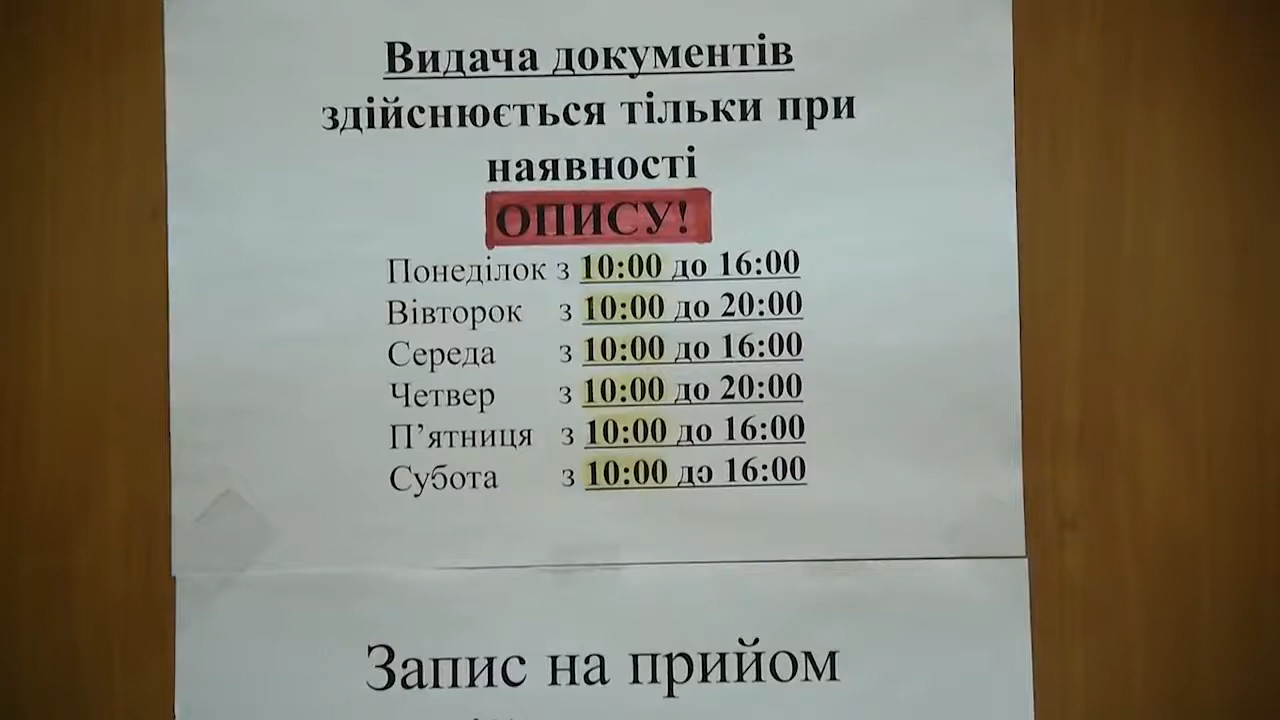 Видача документів
здійснюється тільки при
наявності
ОПИСУ!
Понеділок з 10:00 до 16:00
Вівторок з 10:00 до 20:00
Середа з 10:00 до 16:00
Четвер з 10:00 до 20:00
П’ятниця з 10:00 до 16:00
Субота з 10:00 до 16:00
Запис на прийом